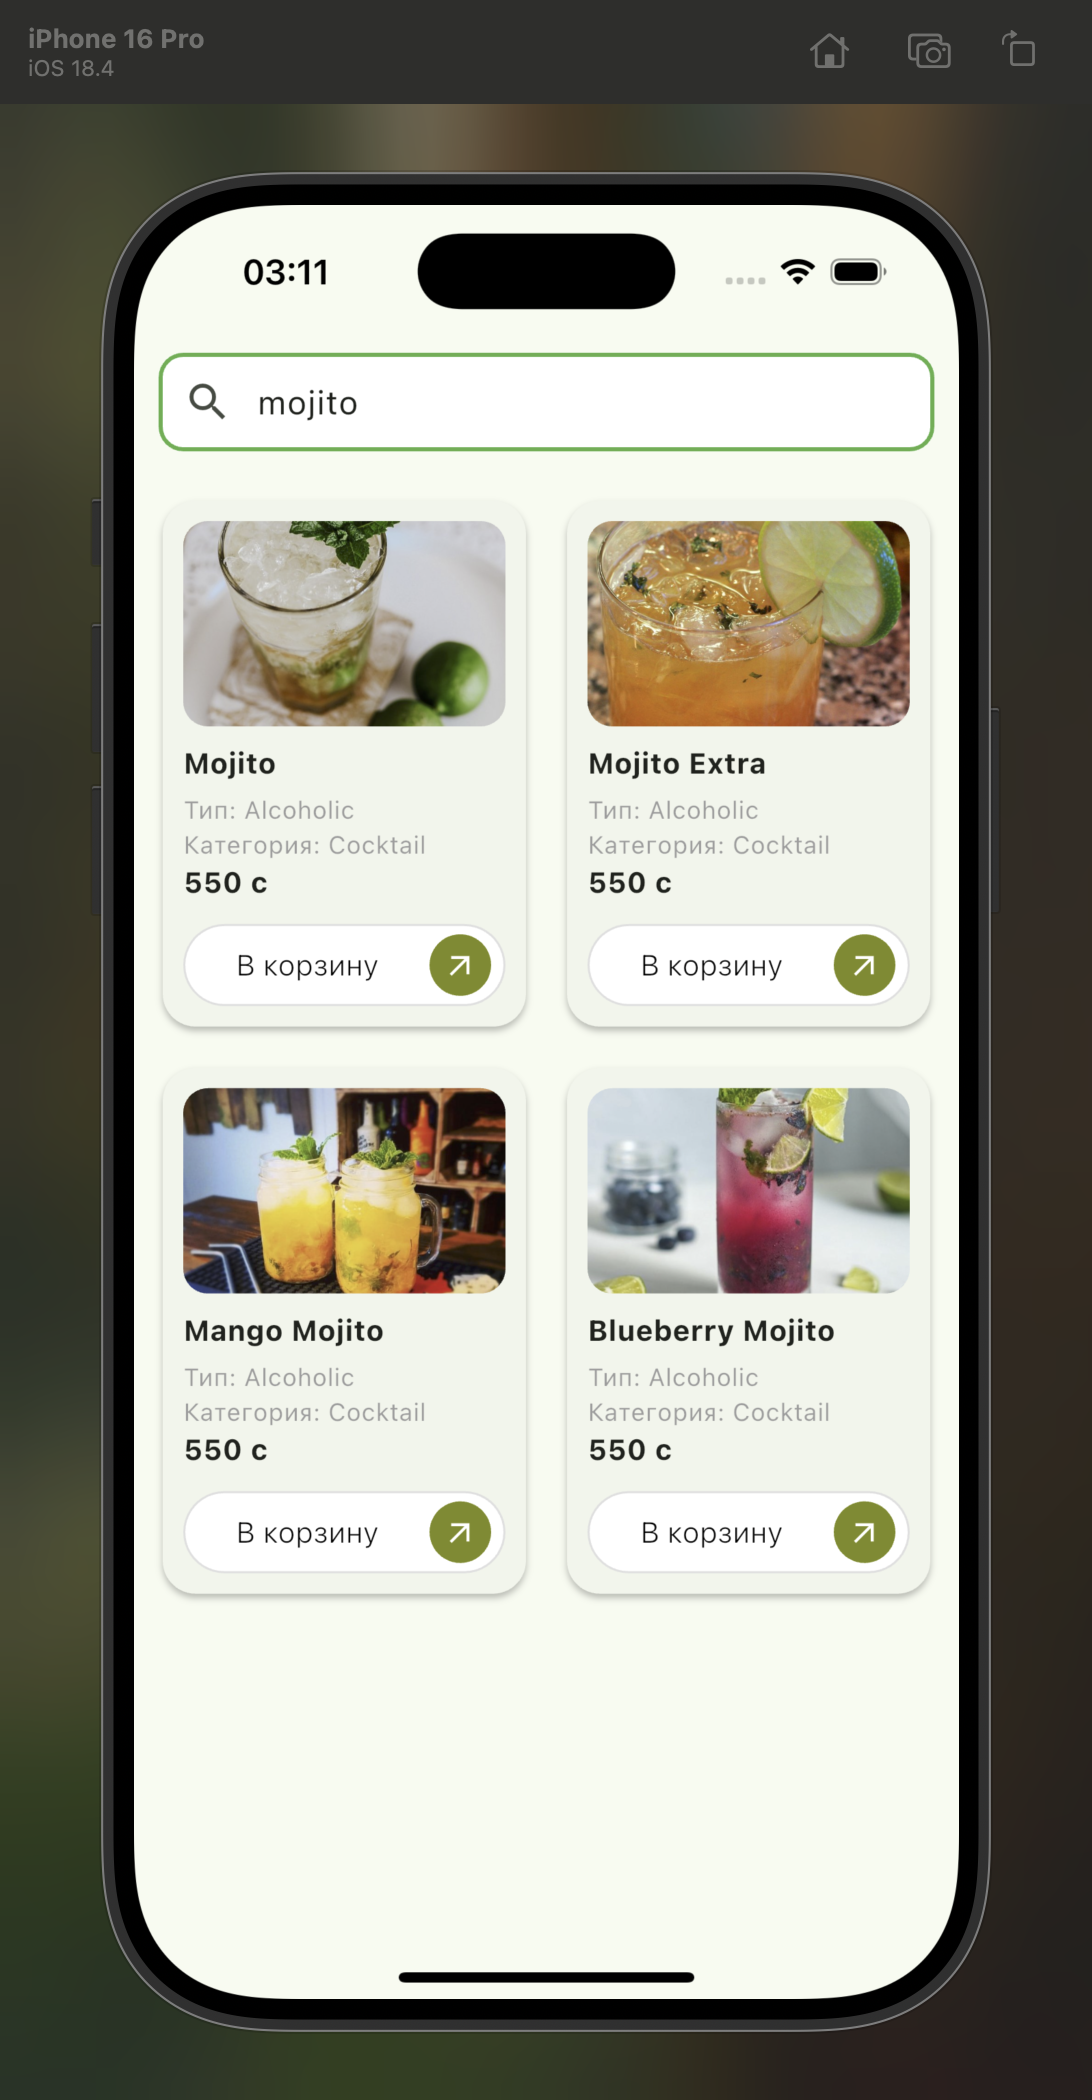 iPhone 16 Pro
iOS 18.4
03:11
mojito
Mojito
Тип: Alcoholic
Категория: Cocktail
550 с
В корзину
Mojito Extra
Тип: Alcoholic
Категория: Cocktail
550 с
В корзину
Mango Mojito
Тип: Alcoholic
Категория: Cocktail
550 с
В корзину
Blueberry Mojito
Тип: Alcoholic
Категория: Cocktail
550 с
В корзину